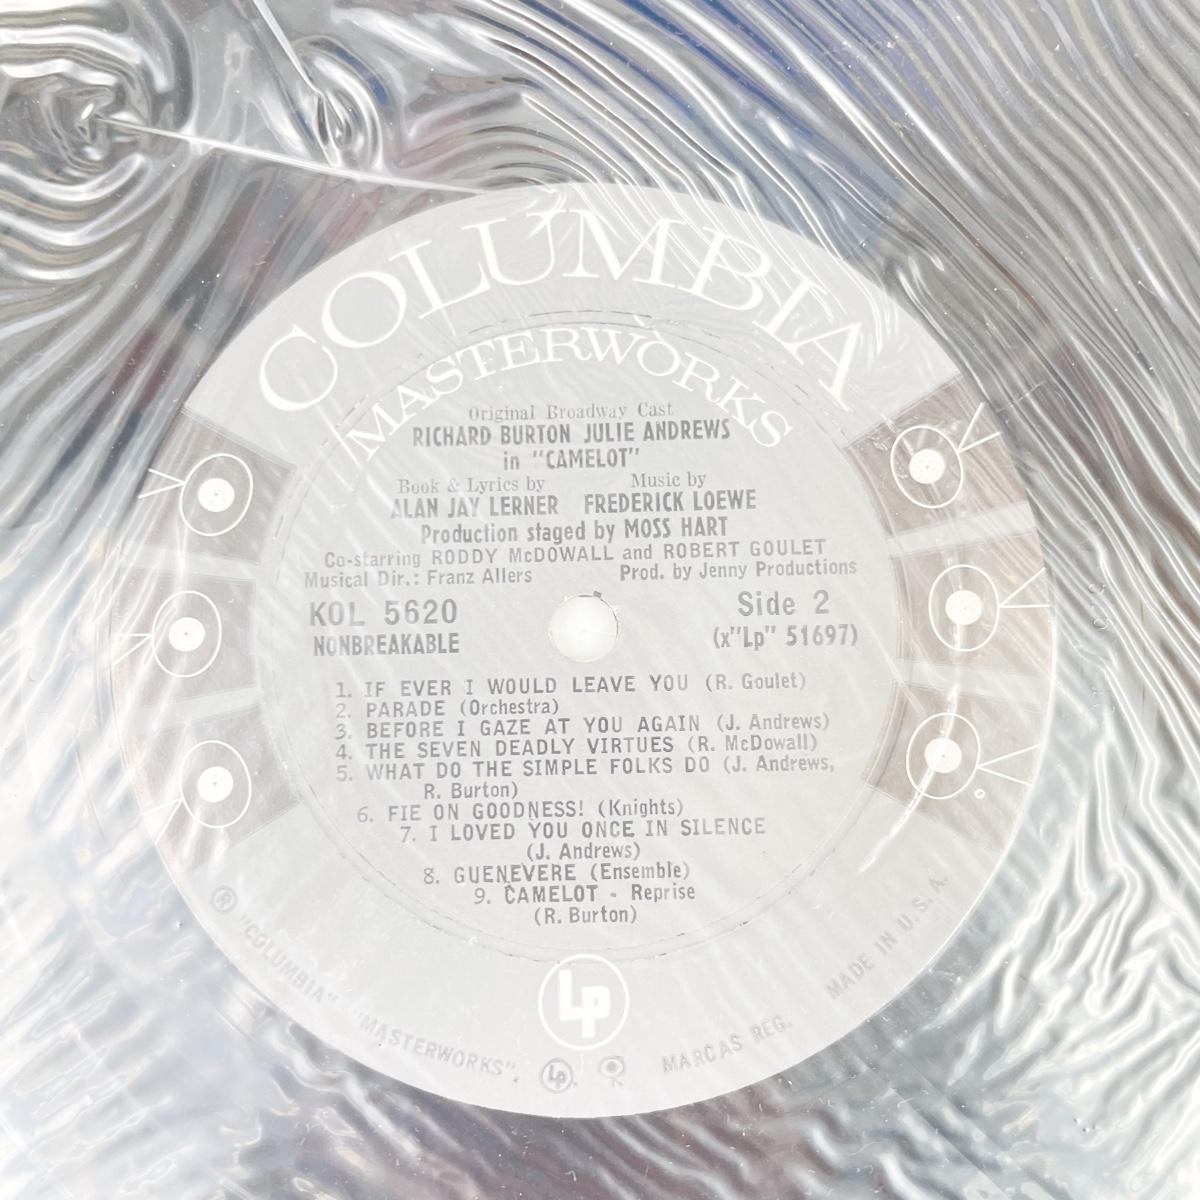 COLUMBIA
MASTERWORKS
Original Broadway Cast
RICHARD BURTON JULIE ANDREWS
in "CAMELOT"
Book & Lyrics by Music by
ALAN JAY LERNER FREDERICK LOEWE
Production staged by MOSS HART
Co-starring RODDY McDOWALL and ROBERT GOULET
Musical Dir.: Franz Allers Prod. by Jenny Productions
KOL 5620 Side 2
NONBREAKABLE (x"Lp" 51697)
1. IF EVER I WOULD LEAVE YOU (R. Goulet)
2. PARADE (Orchestra)
3. BEFORE I GAZE AT YOU AGAIN (J. Andrews)
4. THE SEVEN DEADLY VIRTUES (R. McDowall)
5. WHAT DO THE SIMPLE FOLKS DO (J. Andrews,
R. Burton)
6. FIE ON GOODNESS! (Knights)
7. I LOVED YOU ONCE IN SILENCE
(J. Andrews)
8. GUENEVERE (Ensemble)
9. CAMELOT - Reprise
(R. Burton)
Lp
® "COLUMBIA" "MASTERWORKS". Lp. MARCAS REG. MADE IN U.S.A.